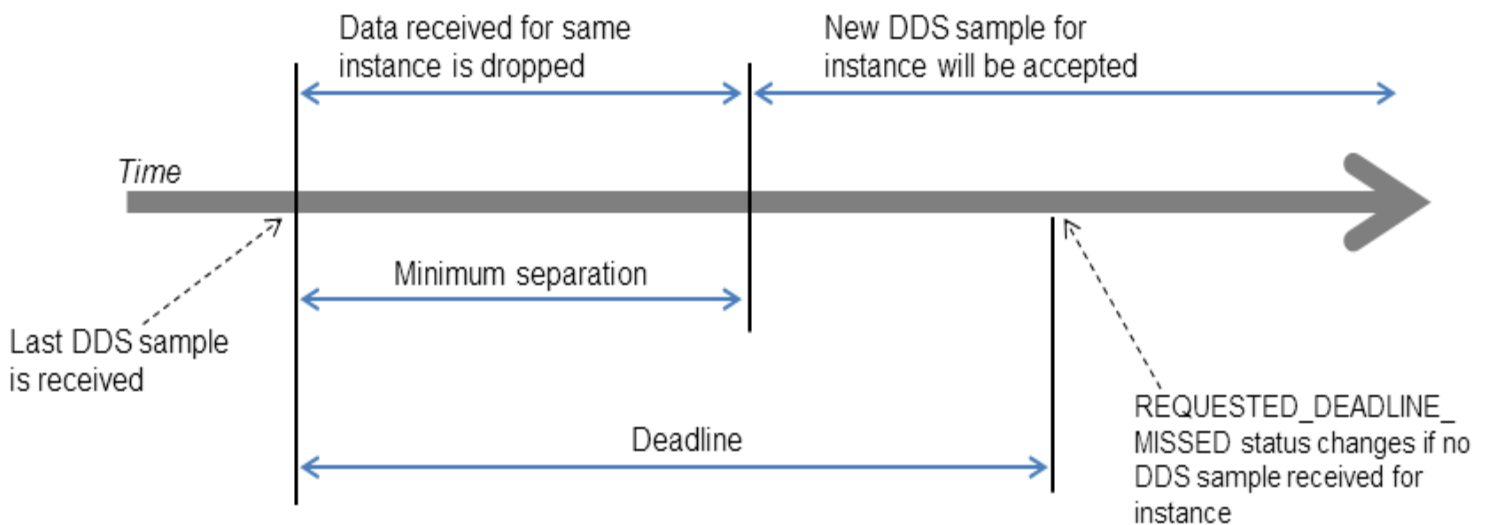 Data received for same
instance is dropped
New DDS sample for
instance will be accepted
Time
Minimum separation
Last DDS sample
is received
Deadline
REQUESTED_DEADLINE_
MISSED status changes if no
DDS sample received for
instance